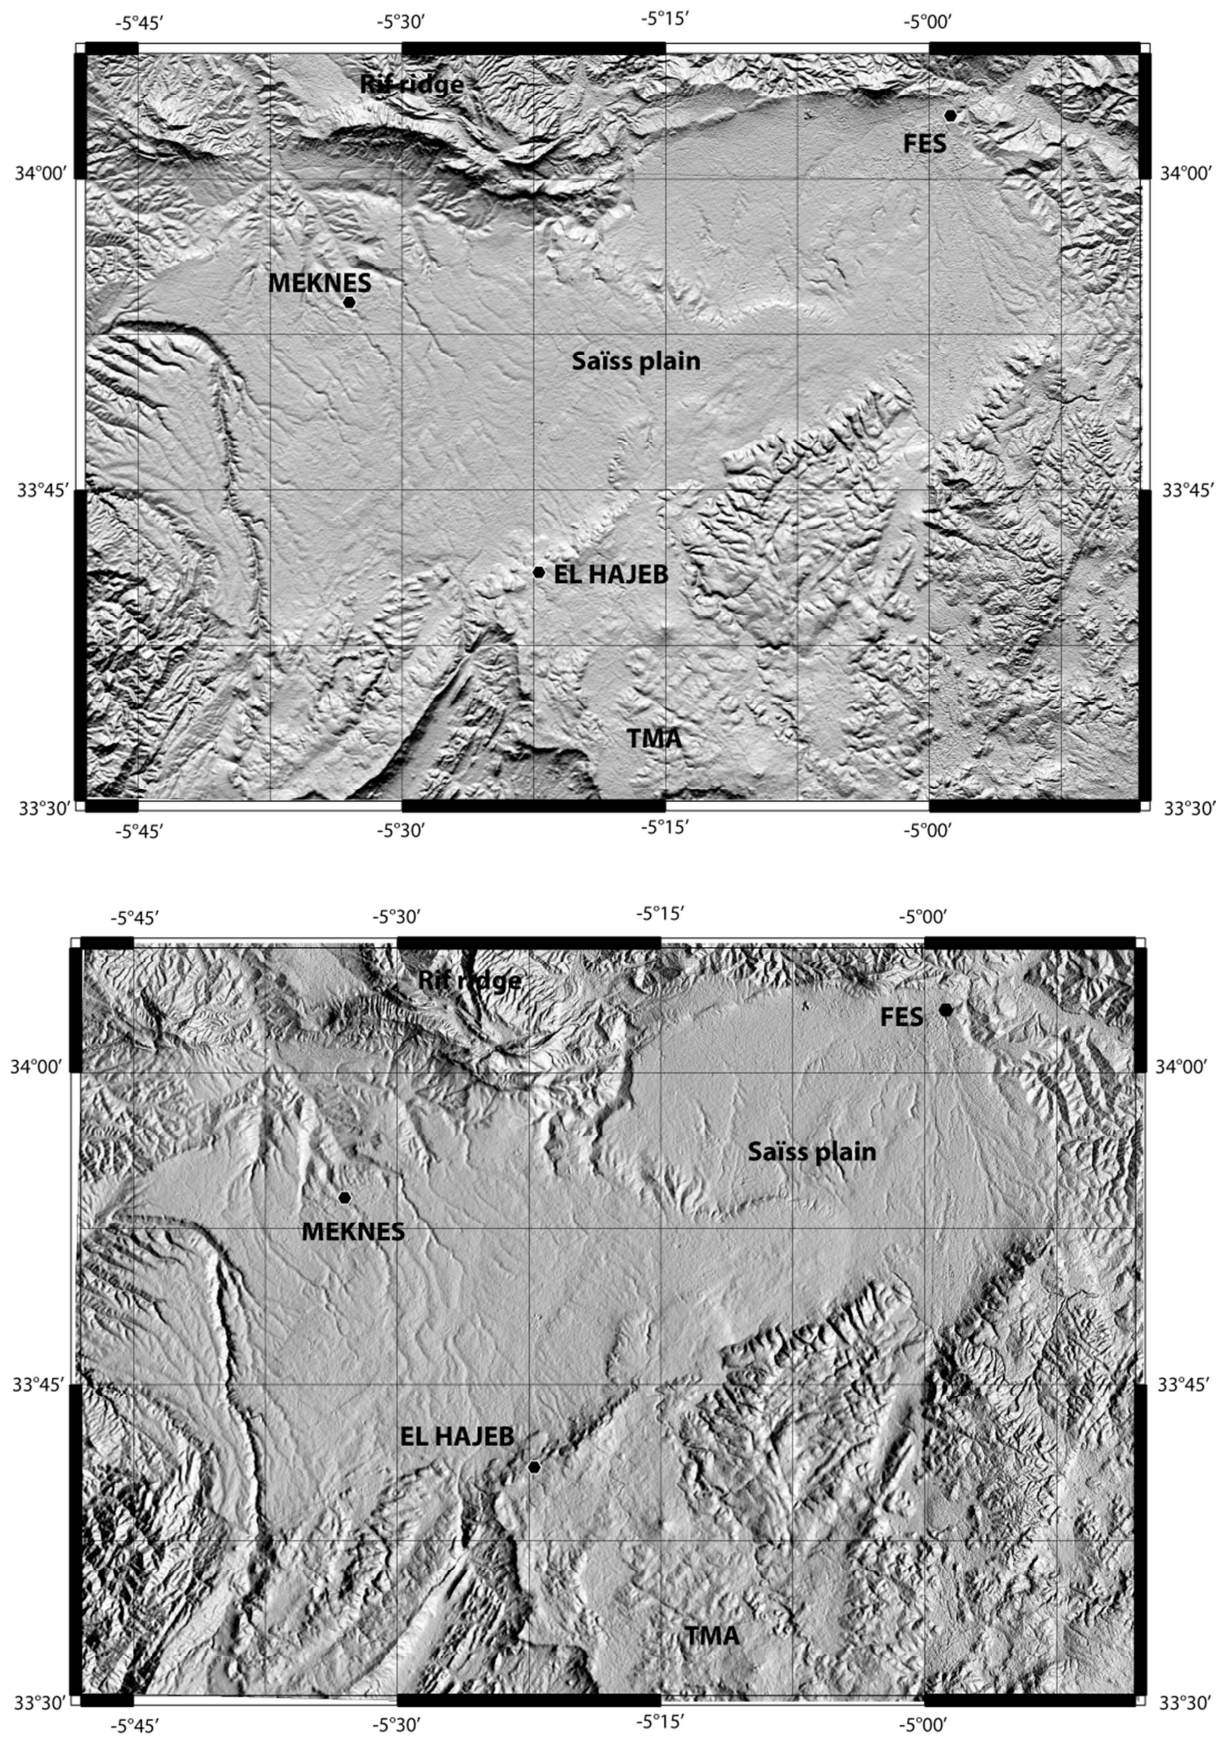 -5°45’ -5°30’ -5°15’ -5°00’
Rif ridge
FES
34°00’ 34°00’
MEKNES
Saïss plain
33°45’ 33°45’
EL HAJEB
TMA
33°30’ 33°30’
-5°45’ -5°30’ -5°15’ -5°00’
-5°45’ -5°30’ -5°15’ -5°00’
Rif ridge
FES
34°00’ 34°00’
Saïss plain
MEKNES
33°45’ 33°45’
EL HAJEB
TMA
33°30’ 33°30’
-5°45’ -5°30’ -5°15’ -5°00’